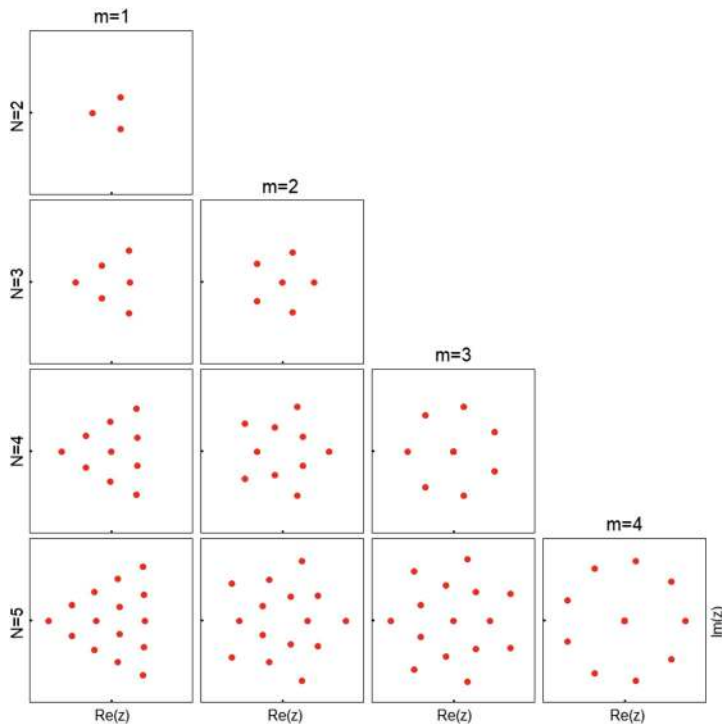 m=1
N=2
m=2
N=3
m=3
N=4
m=4
N=5
Im(z)
Re(z)
Re(z)
Re(z)
Re(z)